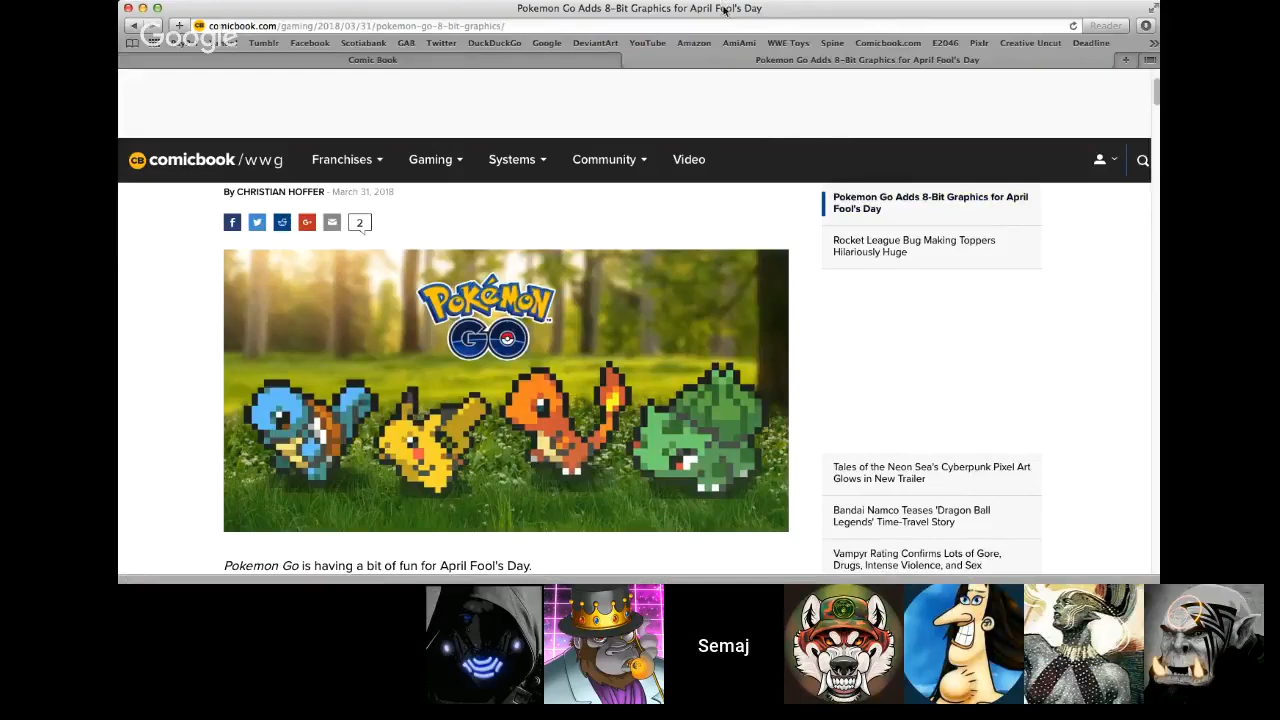 Pokemon Go Adds 8-Bit Graphics for April Fool's Day
comicbook.com/gaming/2018/03/31/pokemon-go-8-bit-graphics/
Reader
Google
Tumblr Facebook Scotiabank GA8 Twitter DuckDuckGo Google DeviantArt YouTube Amazon AmiAmi WWE Toys Spine Comicbook.com E2046 Pixlr Creative Uncut Deadline
Comic Book
Pokemon Go Adds 8-Bit Graphics for April Fool's Day
CB comicbook/wwg Franchises Gaming Systems Community Video
By CHRISTIAN HOFFER - March 31, 2018
2
POKéMON
GO
Pokemon Go is having a bit of fun for April Fool's Day.
Pokemon Go Adds 8-Bit Graphics for April
Fool's Day
Rocket League Bug Making Toppers
Hilariously Huge
Tales of the Neon Sea's Cyberpunk Pixel Art
Glows in New Trailer
Bandai Namco Teases 'Dragon Ball
Legends' Time-Travel Story
Vampyr Rating Confirms Lots of Gore,
Drugs, Intense Violence, and Sex
Semaj